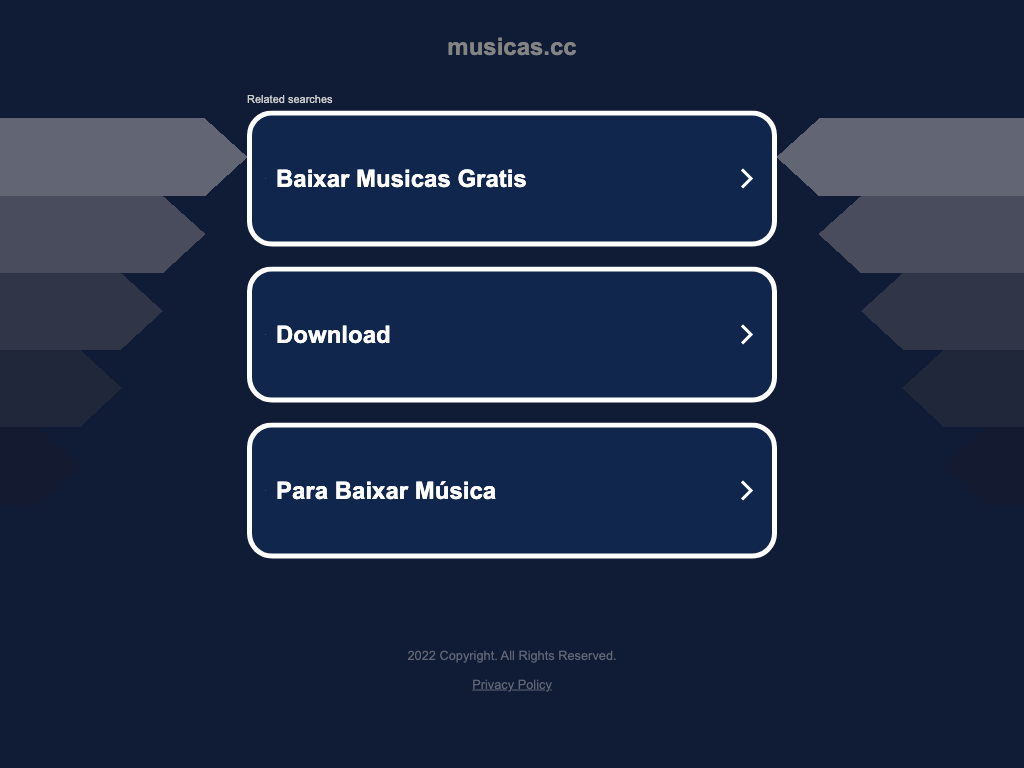 musicas.cc
Related searches
Baixar Musicas Gratis
Download
Para Baixar Música
2022 Copyright. All Rights Reserved.
Privacy Policy